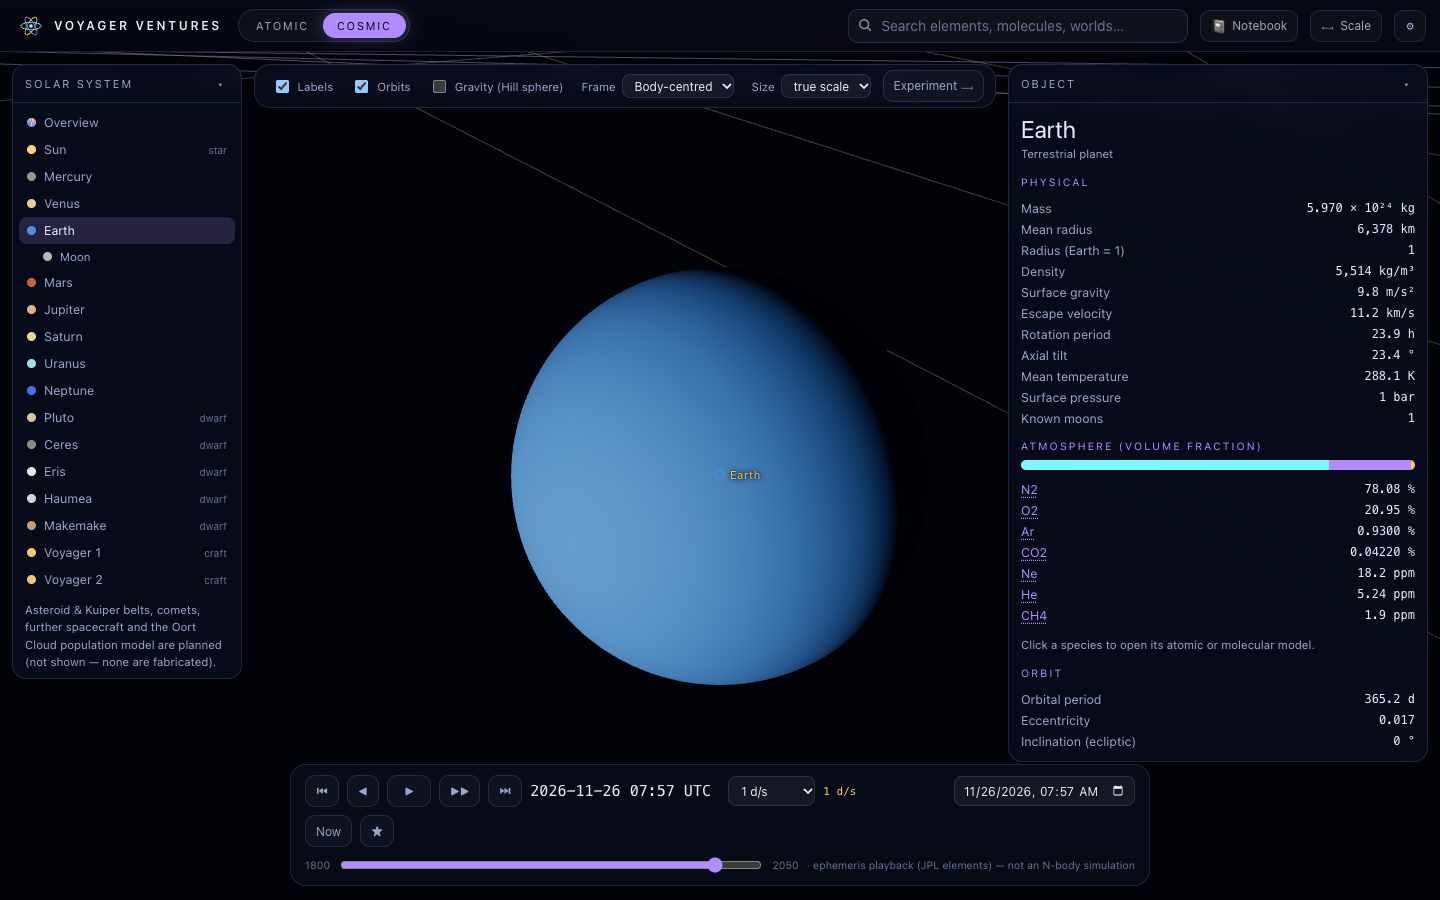 VOYAGER VENTURES
ATOMIC
COSMIC
Search elements, molecules, worlds...
Notebook
Scale
SOLAR SYSTEM
Overview
Sun star
Mercury
Venus
Earth
Moon
Mars
Jupiter
Saturn
Uranus
Neptune
Pluto dwarf
Ceres dwarf
Eris dwarf
Haumea dwarf
Makemake dwarf
Voyager 1 craft
Voyager 2 craft
Asteroid & Kuiper belts, comets,
further spacecraft and the Oort
Cloud population model are planned
(not shown — none are fabricated).
Labels Orbits Gravity (Hill sphere) Frame Body-centred Size true scale Experiment
Earth
OBJECT
Earth
Terrestrial planet
PHYSICAL
Mass 5.970 × 10²⁴ kg
Mean radius 6,378 km
Radius (Earth = 1) 1
Density 5,514 kg/m³
Surface gravity 9.8 m/s²
Escape velocity 11.2 km/s
Rotation period 23.9 h
Axial tilt 23.4 °
Mean temperature 288.1 K
Surface pressure 1 bar
Known moons 1
ATMOSPHERE (VOLUME FRACTION)
N2 78.08 %
O2 20.95 %
Ar 0.9300 %
CO2 0.04220 %
Ne 18.2 ppm
He 5.24 ppm
CH4 1.9 ppm
Click a species to open its atomic or molecular model.
ORBIT
Orbital period 365.2 d
Eccentricity 0.017
Inclination (ecliptic) 0 °
2026-11-26 07:57 UTC 1 d/s 1 d/s 11/26/2026, 07:57 AM
Now ★
1800 2050 · ephemeris playback (JPL elements) — not an N-body simulation